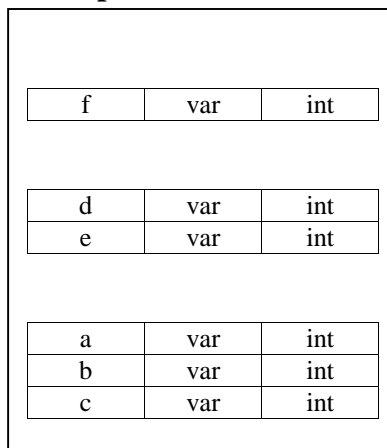 f var int
d var int
e var int
a var int
b var int
c var int